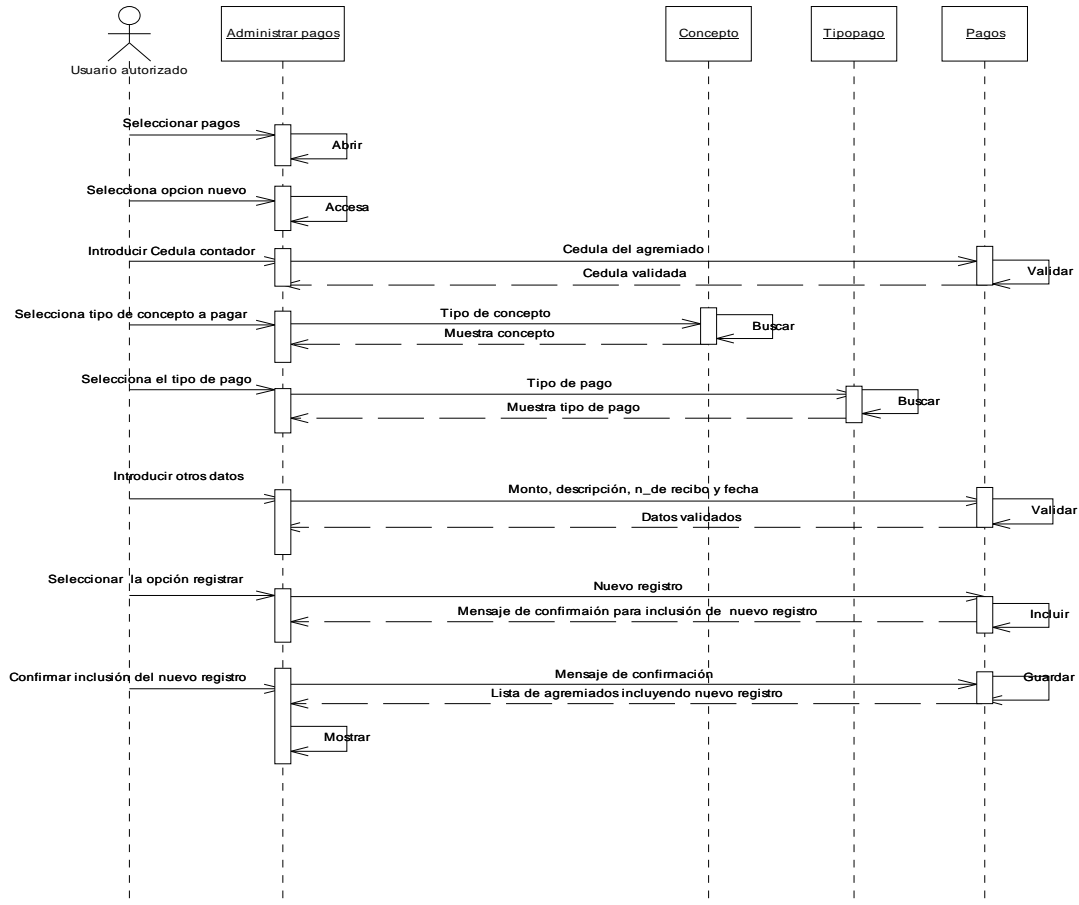 Administrar pagos
Concepto
Tipopago
Pagos
Usuario autorizado
Seleccionar pagos
Abrir
Selecciona opcion nuevo
Accesa
Introducir Cedula contador
Cedula del agremiado
Cedula validada
Validar
Selecciona tipo de concepto a pagar
Tipo de concepto
Muestra concepto
Buscar
Selecciona el tipo de pago
Tipo de pago
Muestra tipo de pago
Buscar
Introducir otros datos
Monto, descripción, n_de recibo y fecha
Datos validados
Validar
Seleccionar la opción registrar
Nuevo registro
Mensaje de confirmaión para inclusión de nuevo registro
Incluir
Confirmar inclusión del nuevo registro
Mensaje de confirmación
Lista de agremiados incluyendo nuevo registro
Guardar
Mostrar